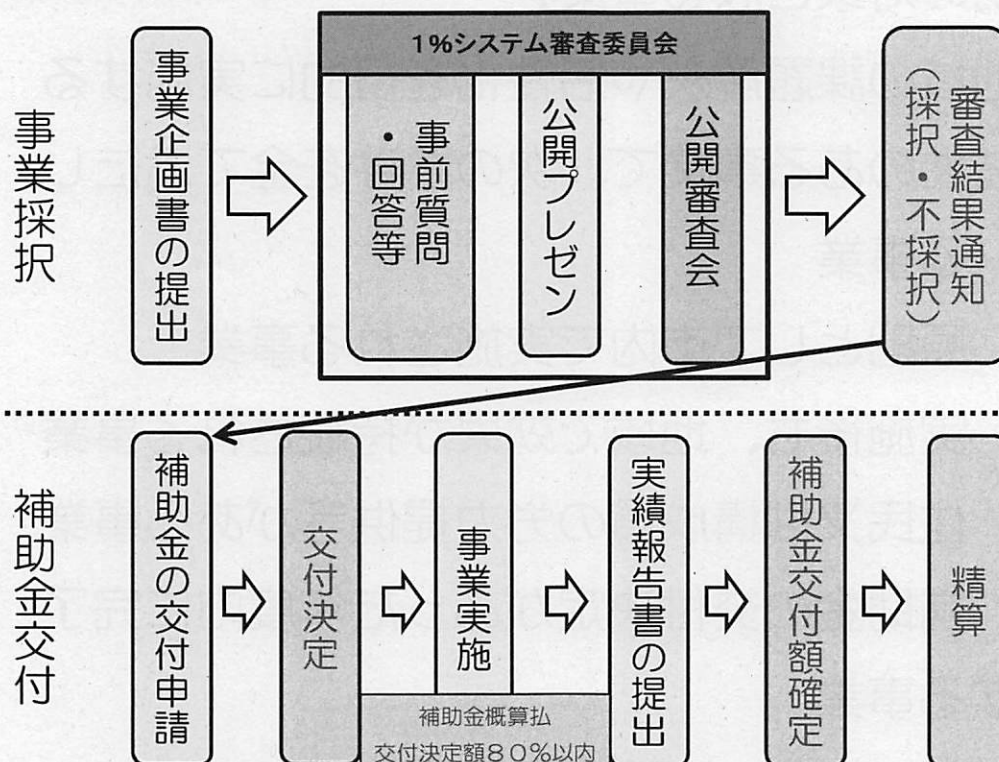 事業採択
事業企画書の提出
1%システム審査委員会
事前質問
・回答等
公開プレゼン
公開審査会
審査結果通知
（採択・不採択）
補助金交付
補助金の交付申請
交付決定
事業実施
補助金概算払
交付決定額８０％以内
実績報告書の提出
補助金交付額確定
精算